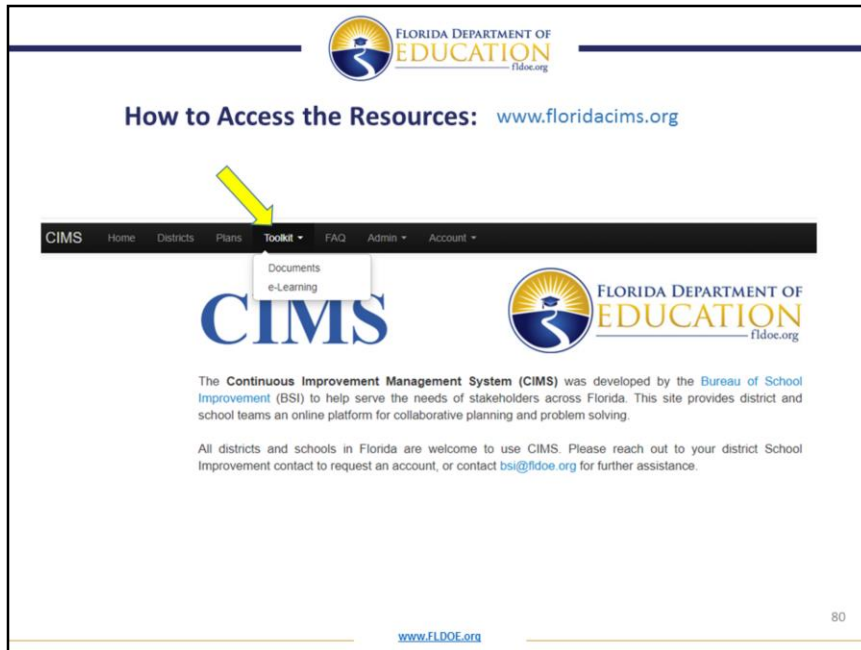 FLORIDA DEPARTMENT OF
EDUCATION
fldoe.org
How to Access the Resources: www.floridacims.org
CIMS Home Districts Plans Toolkit FAQ Admin Account
Documents
e-Learning
CIMS
FLORIDA DEPARTMENT OF
EDUCATION
fldoe.org
The Continuous Improvement Management System (CIMS) was developed by the Bureau of School
Improvement (BSI) to help serve the needs of stakeholders across Florida. This site provides district and
school teams an online platform for collaborative planning and problem solving.
All districts and schools in Florida are welcome to use CIMS. Please reach out to your district School
Improvement contact to request an account, or contact bsi@fldoe.org for further assistance.
80
www.FLDOE.org